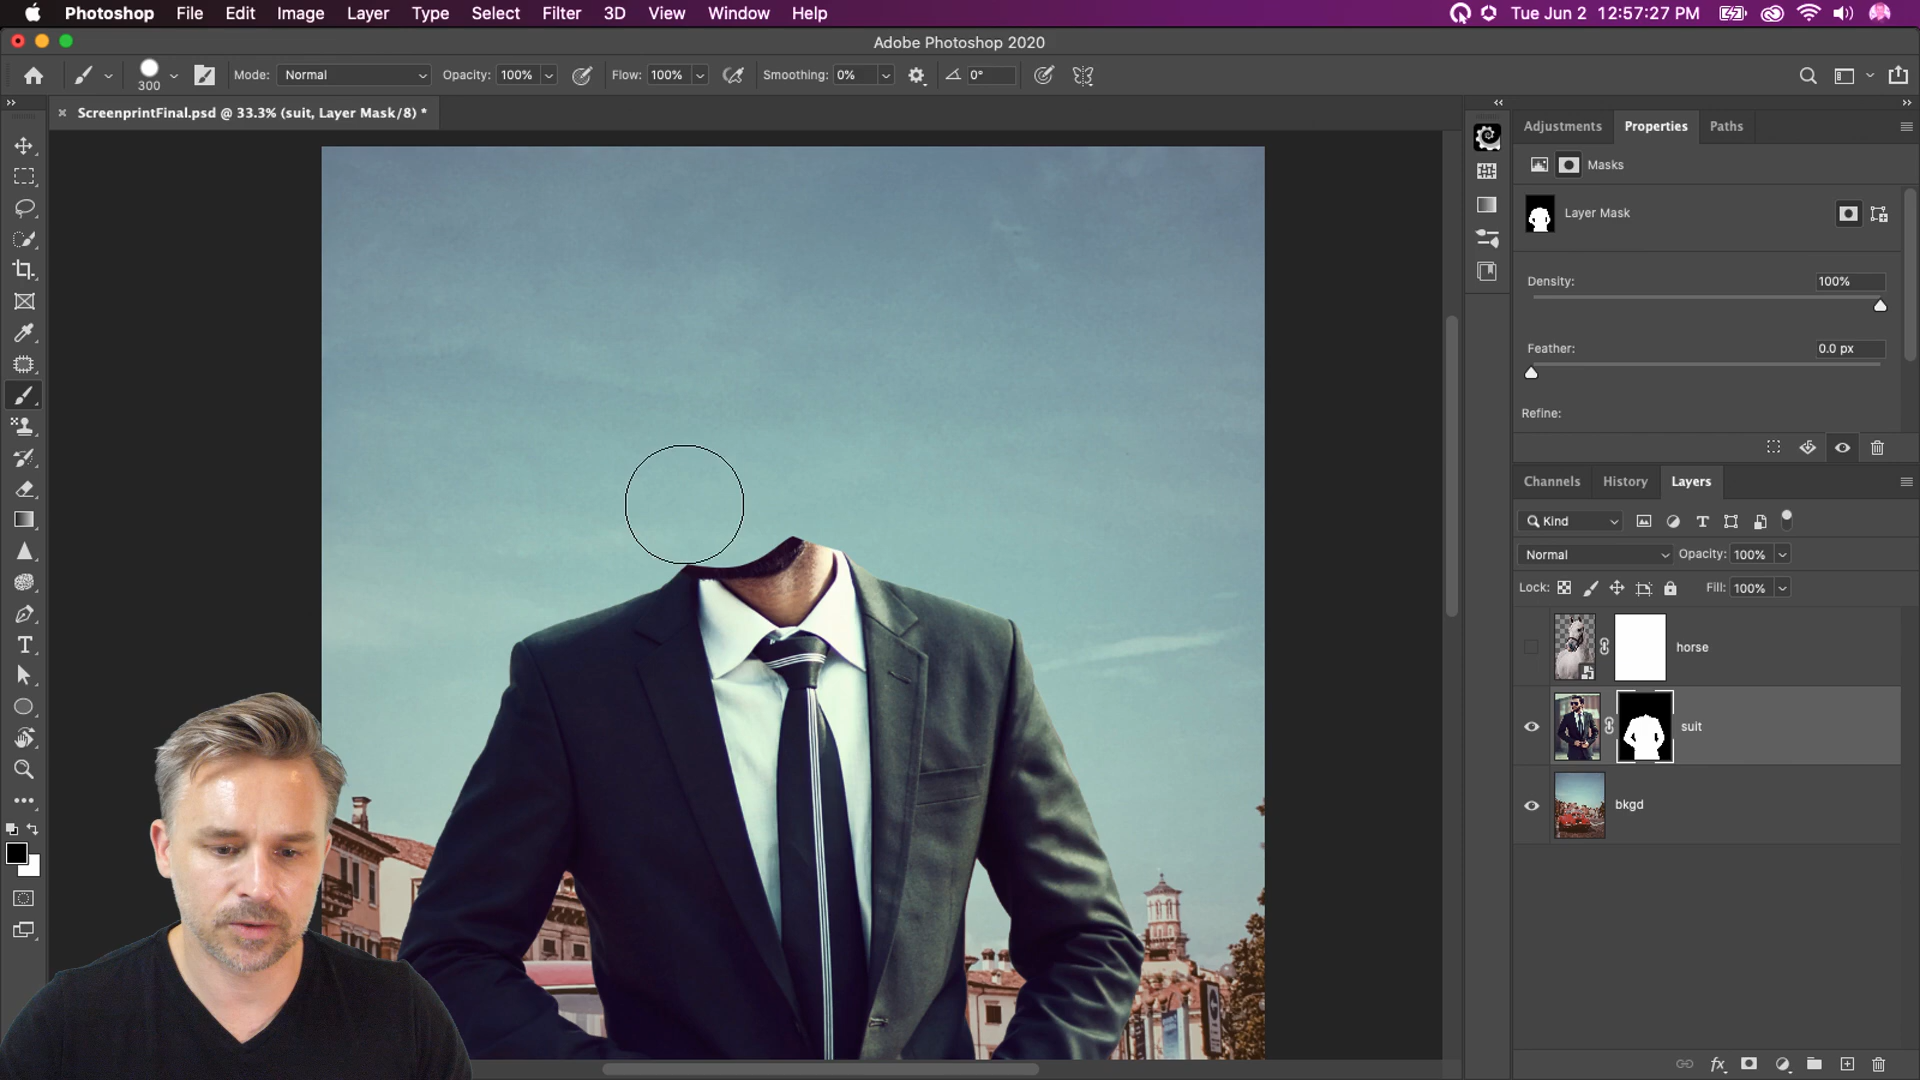 Photoshop File Edit Image Layer Type Select Filter 3D View Window Help Tue Jun 2 12:57:27 PM
Adobe Photoshop 2020
300 Mode: Normal Opacity: 100% Flow: 100% Smoothing: 0% 0°
ScreenprintFinal.psd @ 33.3% (suit, Layer Mask/8) *
Adjustments Properties Paths
Masks
Layer Mask
Density: 100%
Feather: 0.0 px
Refine:
Channels History Layers
Kind
Normal Opacity: 100%
Lock: Fill: 100%
horse
suit
bkgd
fx